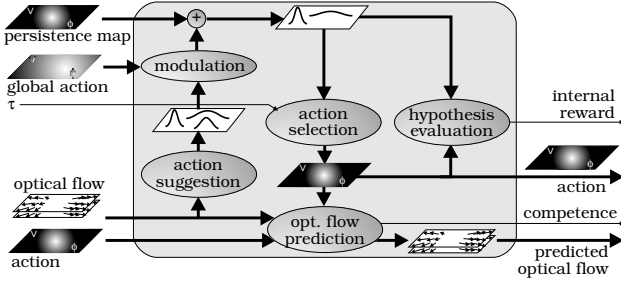 V
ϕ
+
persistence map
modulation
global action
τ
action
selection
hypothesis
evaluation
internal
reward
action
suggestion
V
ϕ
V
ϕ
action
optical flow
opt. flow
prediction
competence
V
ϕ
action
predicted
optical flow